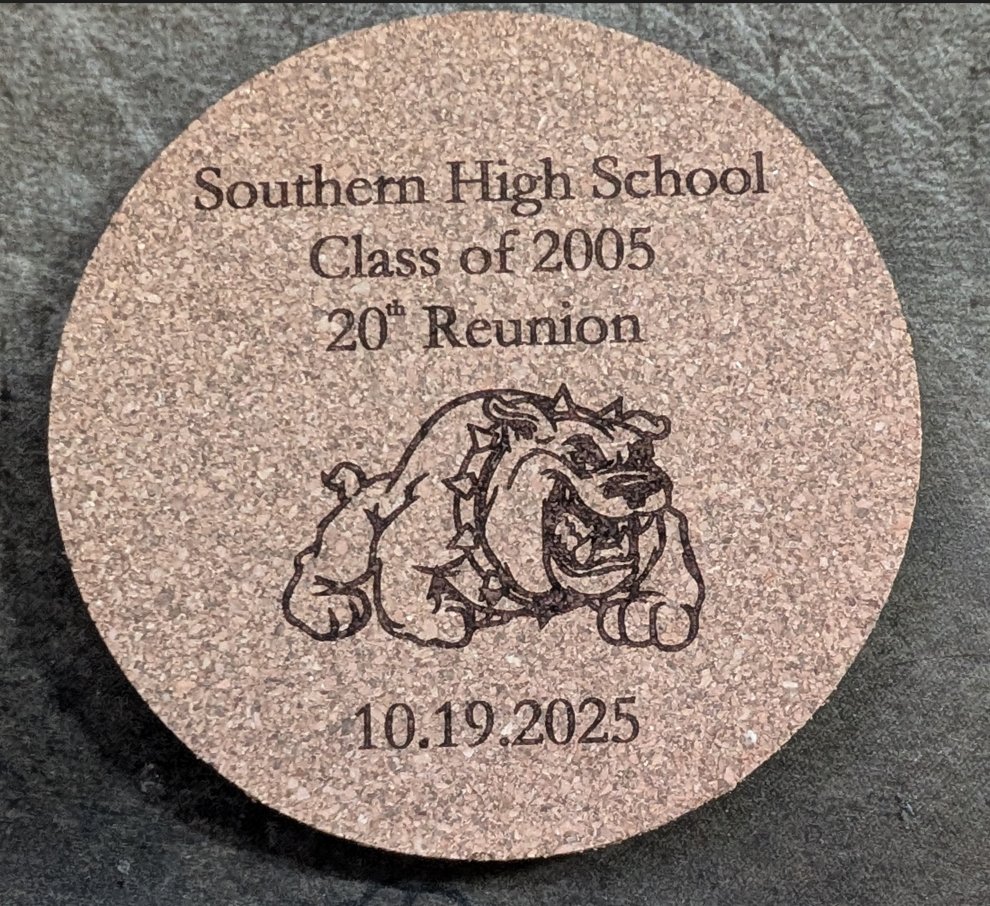 Southern High School
Class of 2005
20th Reunion
10.19.2025